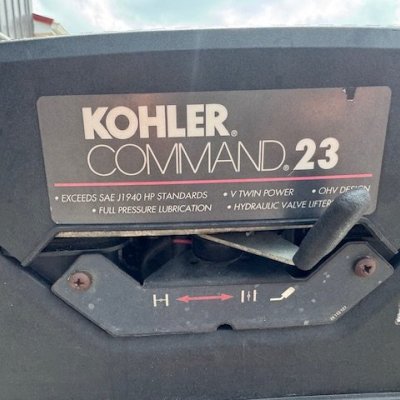 KOHLER®
COMMAND® 23
• EXCEEDS SAE J1940 HP STANDARDS • V TWIN POWER • OHV DESIGN
• FULL PRESSURE LUBRICATION • HYDRAULIC VALVE LIFTERS